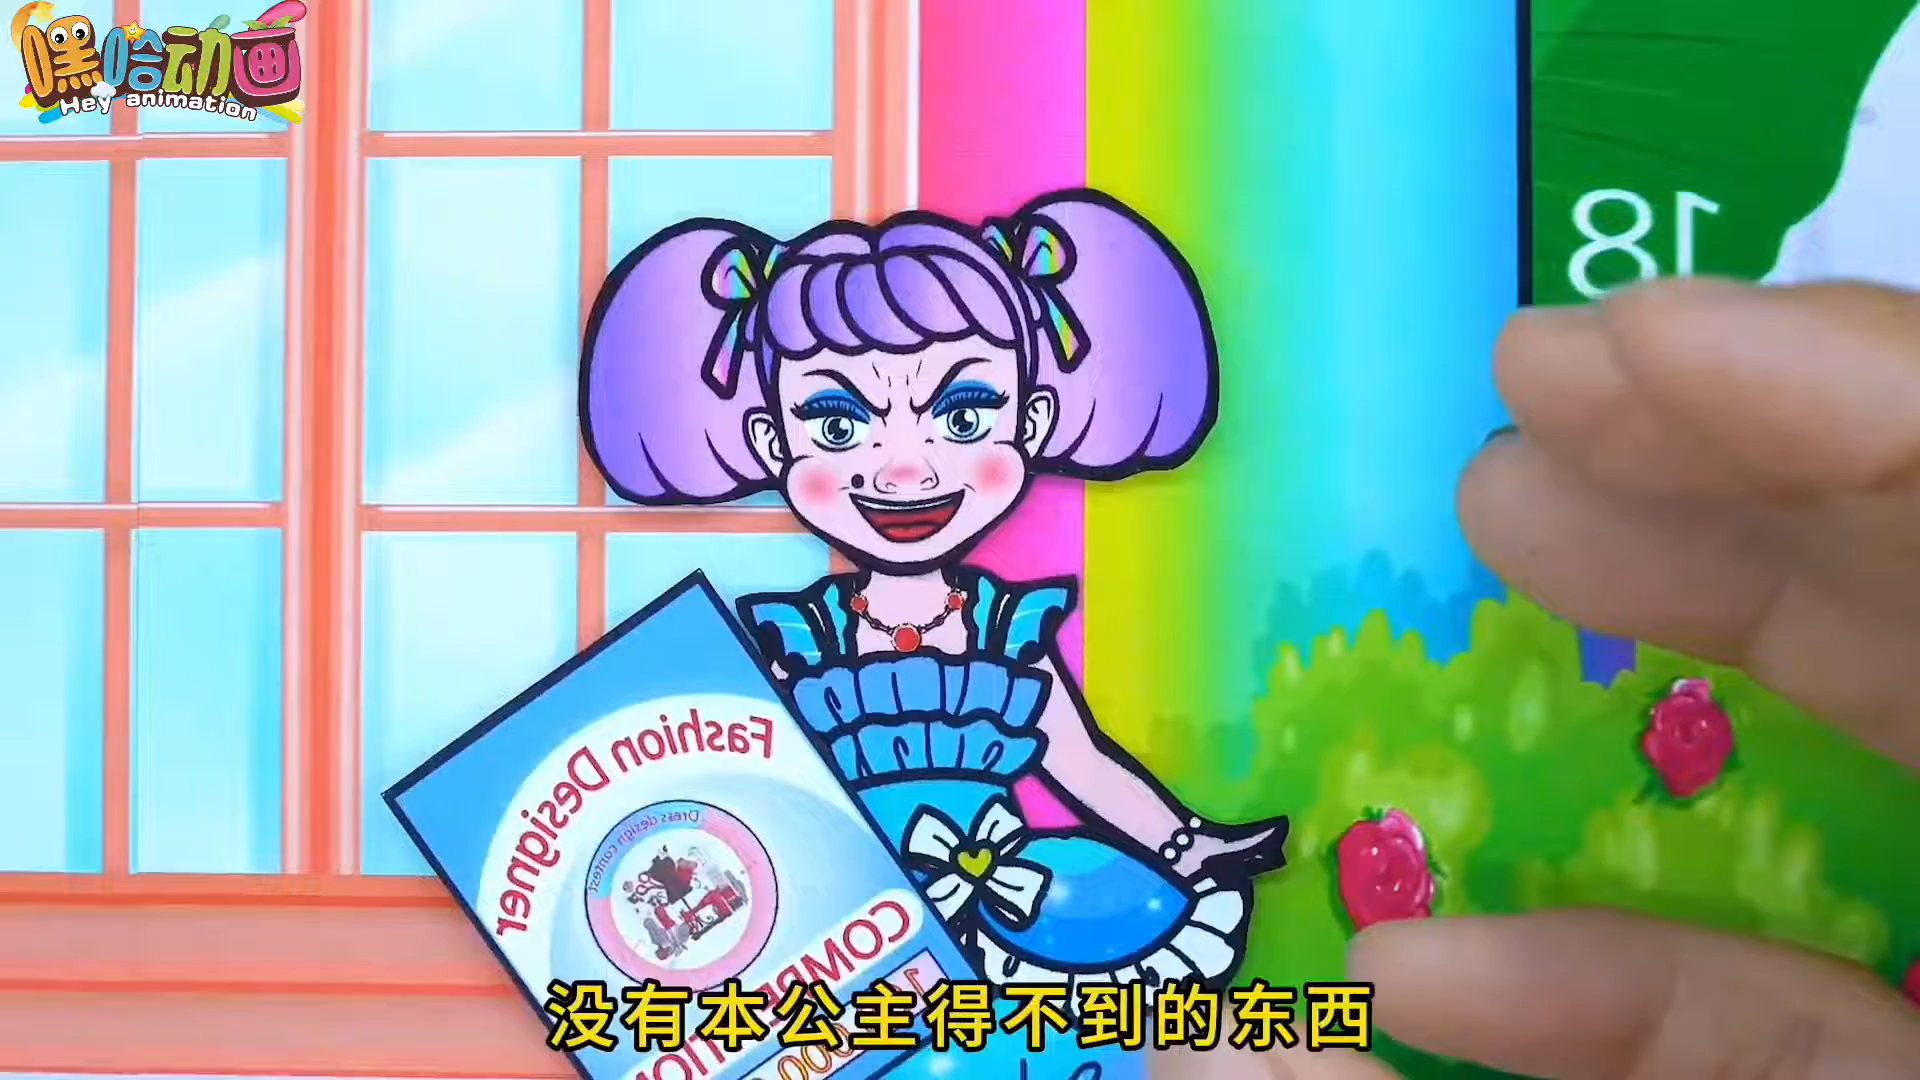 嘿哈动画
Hey animation
18
Fashion Designer
Dress design contest
没有本公主得不到的东西